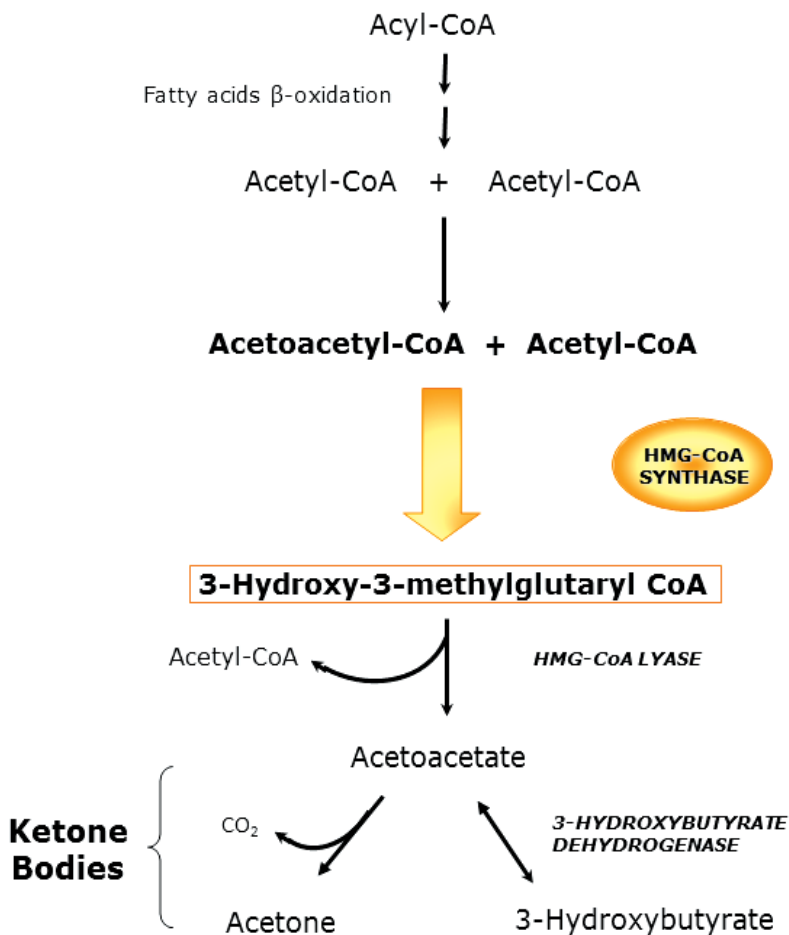 Acyl-CoA
Fatty acids β-oxidation
Acetyl-CoA + Acetyl-CoA
Acetoacetyl-CoA + Acetyl-CoA
HMG-CoA
SYNTHASE
3-Hydroxy-3-methylglutaryl CoA
Acetyl-CoA
HMG-CoA LYASE
Acetoacetate
Ketone
Bodies
CO₂
3-HYDROXYBUTYRATE
DEHYDROGENASE
Acetone
3-Hydroxybutyrate